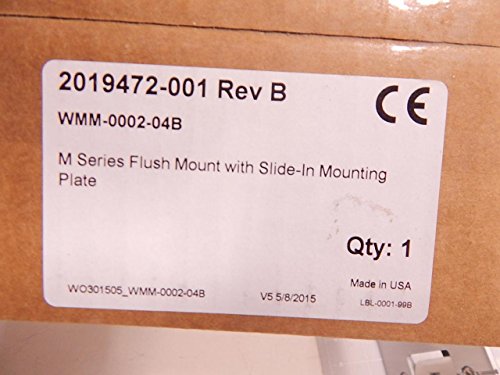 2019472-001 Rev B
CE
WMM-0002-04B
M Series Flush Mount with Slide-In Mounting
Plate
Qty: 1
Made in USA
WO301505_WMM-0002-04B V5 5/8/2015 LBL-0001-99B